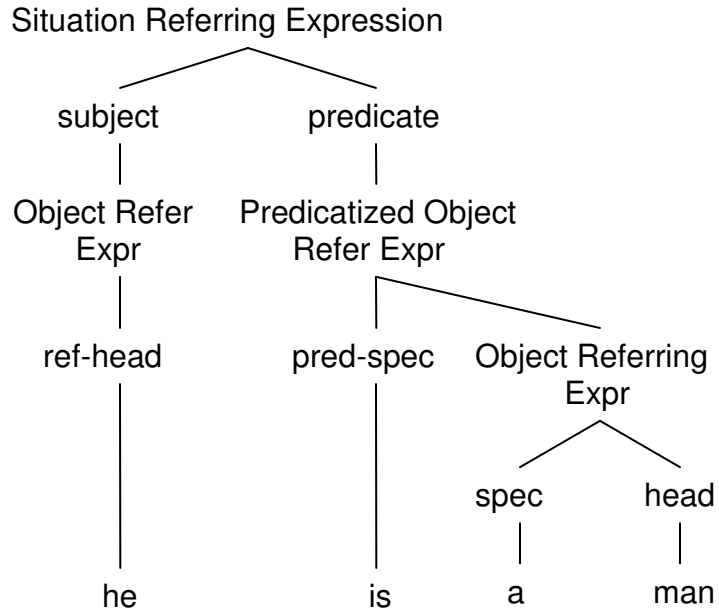 Situation Referring Expression
subject predicate
Object Refer Expr Predicatized Object Refer Expr
ref-head pred-spec Object Referring Expr
spec head
he is a man